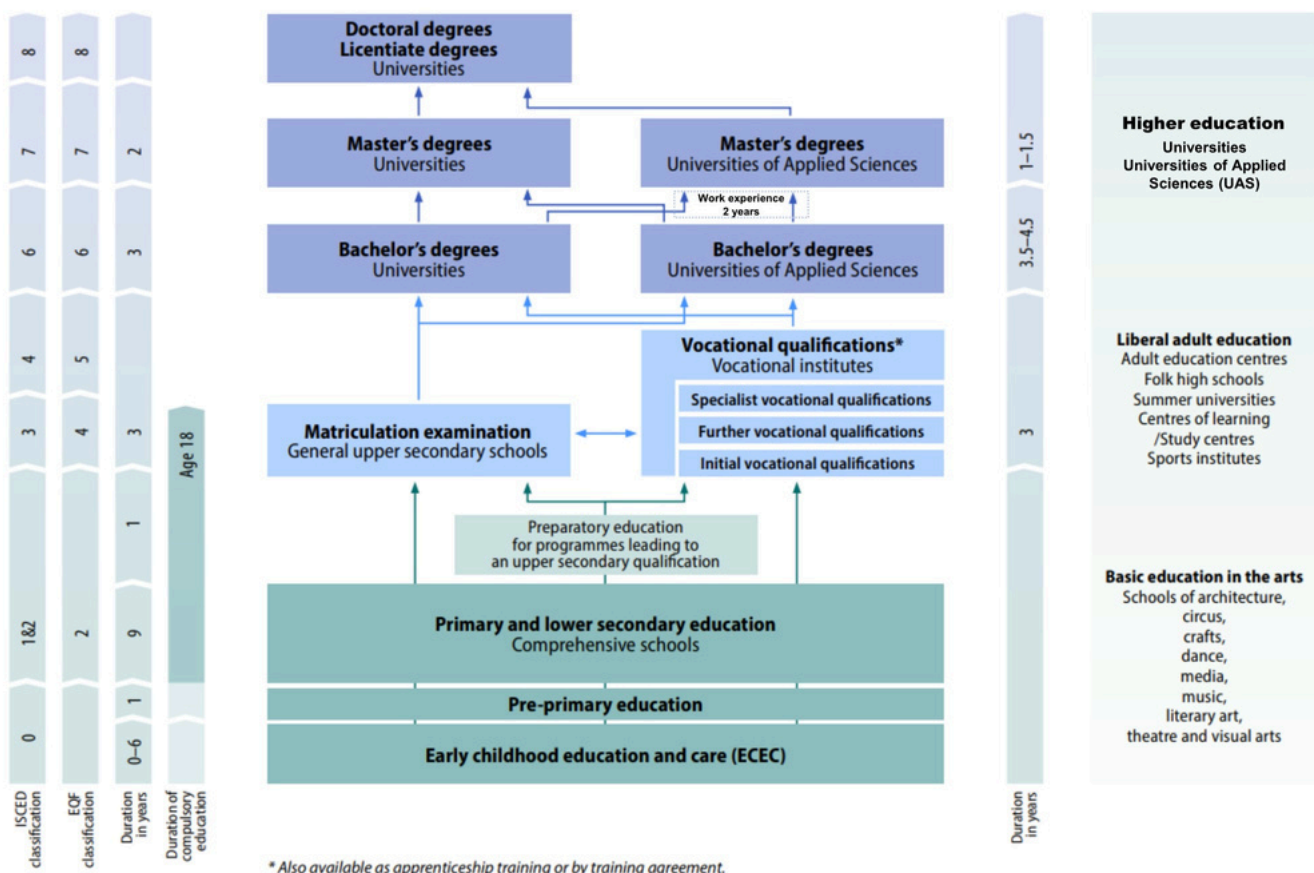 8
7
6
4
3
1&2
0
ISCED
classification
8
7
6
5
4
2
EQF
classification
2
3
3
1
9
1
0–6
Duration
in years
Age 18
Duration of
compulsory
education
Doctoral degrees
Licentiate degrees
Universities
Master's degrees
Universities
Master's degrees
Universities of Applied Sciences
Work experience
2 years
Bachelor's degrees
Universities
Bachelor's degrees
Universities of Applied Sciences
Vocational qualifications*
Vocational institutes
Specialist vocational qualifications
Further vocational qualifications
Initial vocational qualifications
Matriculation examination
General upper secondary schools
Preparatory education
for programmes leading to
an upper secondary qualification
Primary and lower secondary education
Comprehensive schools
Pre-primary education
Early childhood education and care (ECEC)
* Also available as apprenticeship training or by training agreement.
1–1.5
3.5–4.5
3
Duration
in years
Higher education
Universities
Universities of Applied
Sciences (UAS)
Liberal adult education
Adult education centres
Folk high schools
Summer universities
Centres of learning
/Study centres
Sports institutes
Basic education in the arts
Schools of architecture,
circus,
crafts,
dance,
media,
music,
literary art,
theatre and visual arts